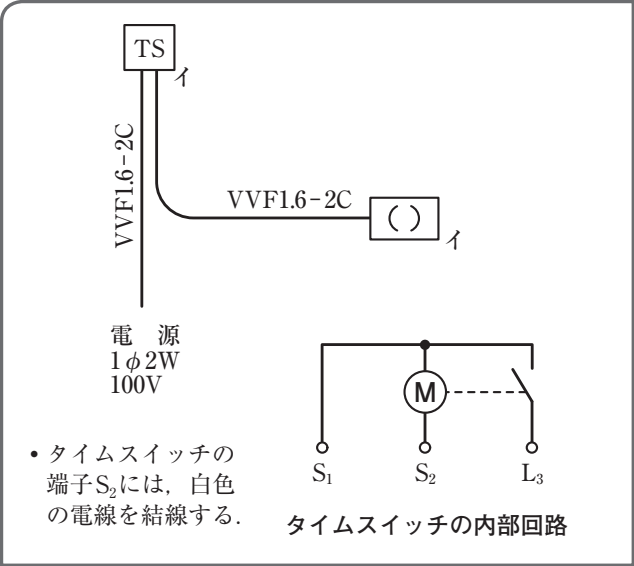 TS
イ
VVF1.6-2C
VVF1.6-2C
( )
イ
電　源
1φ2W
100V
M
S₁
S₂
L₃
• タイムスイッチの
端子S₂には，白色
の電線を結線する．
タイムスイッチの内部回路